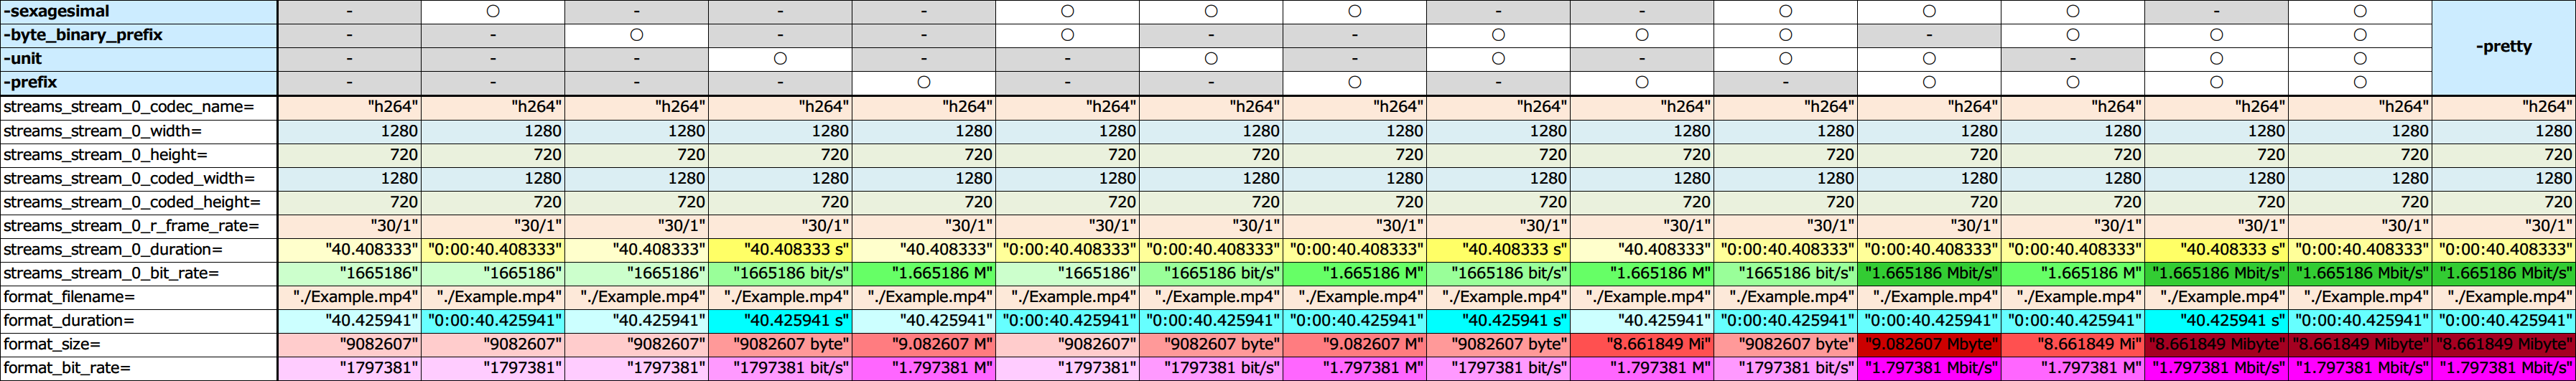 -sexagesimal - ○ - - - ○ ○ ○ - - ○ ○ ○ - ○
-byte_binary_prefix - - ○ - - ○ - - ○ ○ ○ - ○ ○ ○ -pretty
-unit - - - ○ - - ○ - ○ - ○ ○ - ○ ○
-prefix - - - - ○ - - ○ - ○ - ○ ○ ○ ○
streams_stream_0_codec_name= "h264" "h264" "h264" "h264" "h264" "h264" "h264" "h264" "h264" "h264" "h264" "h264" "h264" "h264" "h264" "h264"
streams_stream_0_width= 1280 1280 1280 1280 1280 1280 1280 1280 1280 1280 1280 1280 1280 1280 1280 1280
streams_stream_0_height= 720 720 720 720 720 720 720 720 720 720 720 720 720 720 720 720
streams_stream_0_coded_width= 1280 1280 1280 1280 1280 1280 1280 1280 1280 1280 1280 1280 1280 1280 1280 1280
streams_stream_0_coded_height= 720 720 720 720 720 720 720 720 720 720 720 720 720 720 720 720
streams_stream_0_r_frame_rate= "30/1" "30/1" "30/1" "30/1" "30/1" "30/1" "30/1" "30/1" "30/1" "30/1" "30/1" "30/1" "30/1" "30/1" "30/1" "30/1"
streams_stream_0_duration= "40.408333" "0:00:40.408333" "40.408333" "40.408333 s" "40.408333" "0:00:40.408333" "0:00:40.408333" "0:00:40.408333" "40.408333 s" "40.408333" "0:00:40.408333" "0:00:40.408333" "0:00:40.408333" "40.408333 s" "0:00:40.408333" "0:00:40.408333"
streams_stream_0_bit_rate= "1665186" "1665186" "1665186" "1665186 bit/s" "1.665186 M" "1665186" "1665186 bit/s" "1.665186 M" "1665186 bit/s" "1.665186 M" "1665186 bit/s" "1.665186 Mbit/s" "1.665186 M" "1.665186 Mbit/s" "1.665186 Mbit/s" "1.665186 Mbit/s"
format_filename= "./Example.mp4" "./Example.mp4" "./Example.mp4" "./Example.mp4" "./Example.mp4" "./Example.mp4" "./Example.mp4" "./Example.mp4" "./Example.mp4" "./Example.mp4" "./Example.mp4" "./Example.mp4" "./Example.mp4" "./Example.mp4" "./Example.mp4" "./Example.mp4"
format_duration= "40.425941" "0:00:40.425941" "40.425941" "40.425941 s" "40.425941" "0:00:40.425941" "0:00:40.425941" "0:00:40.425941" "40.425941 s" "40.425941" "0:00:40.425941" "0:00:40.425941" "0:00:40.425941" "40.425941 s" "0:00:40.425941" "0:00:40.425941"
format_size= "9082607" "9082607" "9082607" "9082607 byte" "9.082607 M" "9082607" "9082607 byte" "9.082607 M" "9082607 byte" "8.661849 Mi" "9082607 byte" "9.082607 Mbyte" "8.661849 Mi" "8.661849 Mibyte" "8.661849 Mibyte" "8.661849 Mibyte"
format_bit_rate= "1797381" "1797381" "1797381" "1797381 bit/s" "1.797381 M" "1797381" "1797381 bit/s" "1.797381 M" "1797381 bit/s" "1.797381 M" "1797381 bit/s" "1.797381 Mbit/s" "1.797381 M" "1.797381 Mbit/s" "1.797381 Mbit/s" "1.797381 Mbit/s"